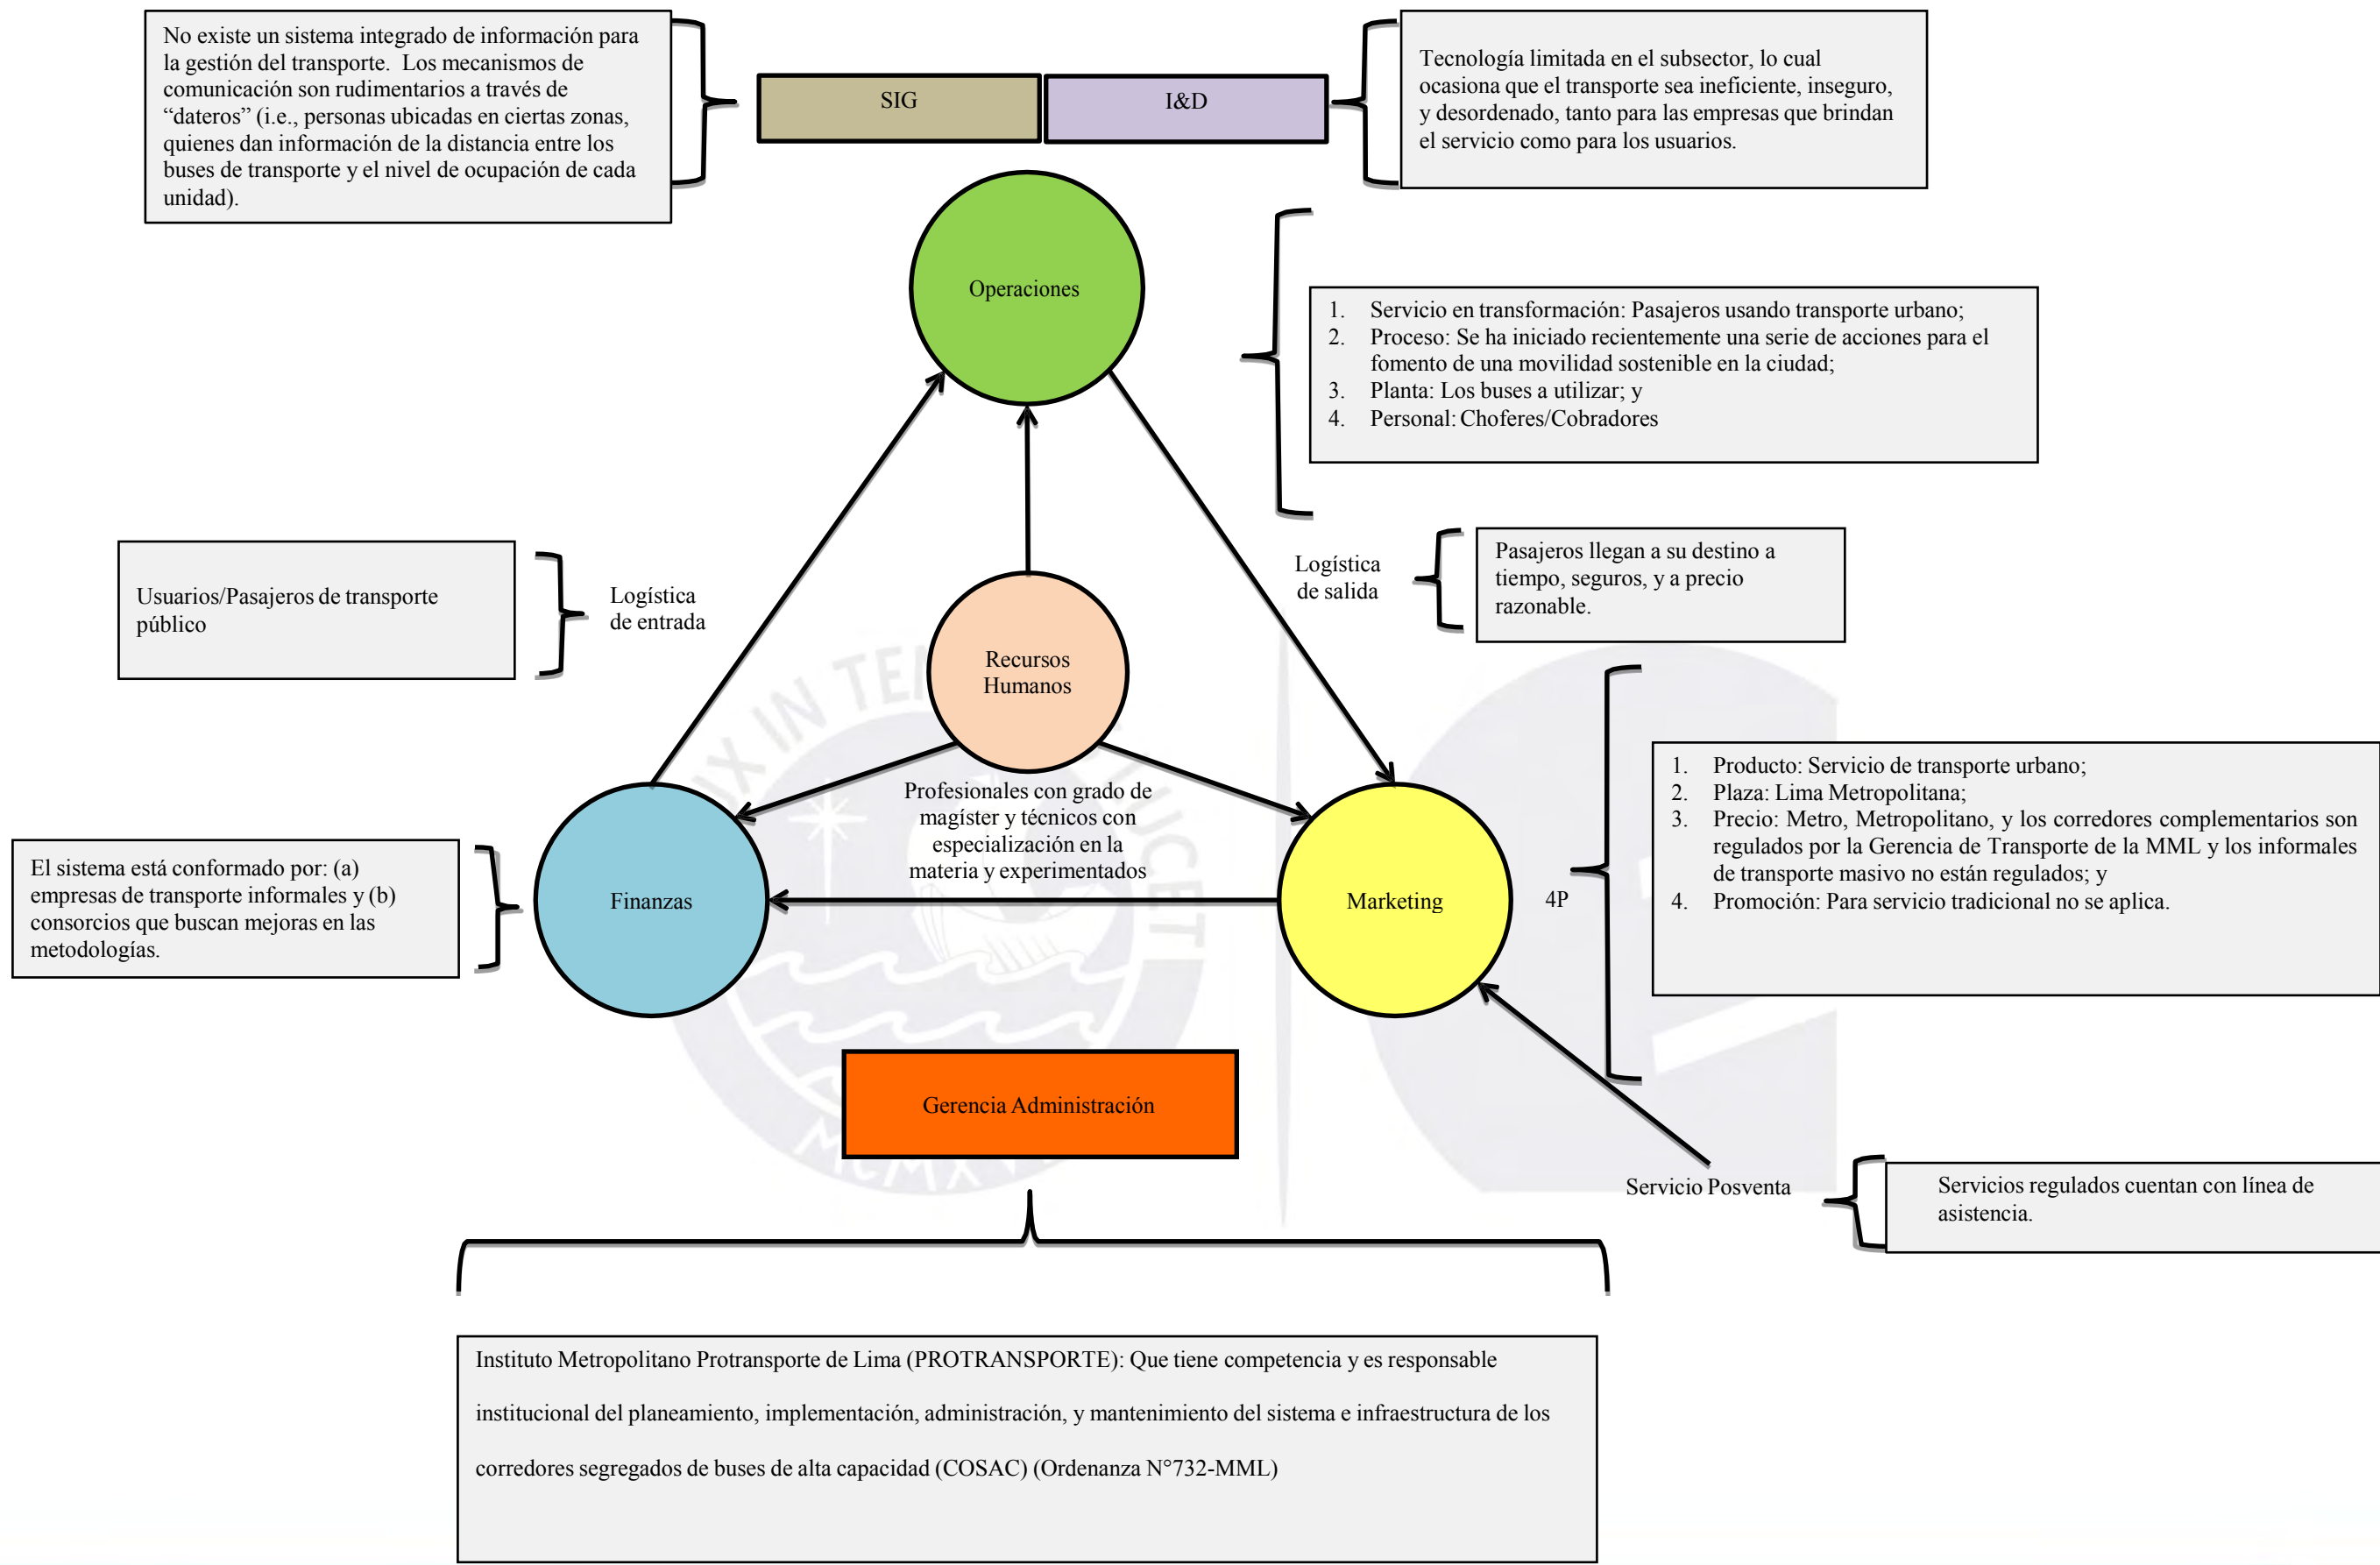 No existe un sistema integrado de información para
la gestión del transporte. Los mecanismos de
comunicación son rudimentarios a través de
“dateros” (i.e., personas ubicadas en ciertas zonas,
quienes dan información de la distancia entre los
buses de transporte y el nivel de ocupación de cada
unidad).
SIG
I&D
Tecnología limitada en el subsector, lo cual
ocasiona que el transporte sea ineficiente, inseguro,
y desordenado, tanto para las empresas que brindan
el servicio como para los usuarios.
Operaciones
1. Servicio en transformación: Pasajeros usando transporte urbano;
2. Proceso: Se ha iniciado recientemente una serie de acciones para el
fomento de una movilidad sostenible en la ciudad;
3. Planta: Los buses a utilizar; y
4. Personal: Choferes/Cobradores
Usuarios/Pasajeros de transporte
público
Logística
de entrada
Logística
de salida
Pasajeros llegan a su destino a
tiempo, seguros, y a precio
razonable.
Recursos
Humanos
Profesionales con grado de
magíster y técnicos con
especialización en la
materia y experimentados
El sistema está conformado por: (a)
empresas de transporte informales y (b)
consorcios que buscan mejoras en las
metodologías.
Finanzas
Marketing
4P
1. Producto: Servicio de transporte urbano;
2. Plaza: Lima Metropolitana;
3. Precio: Metro, Metropolitano, y los corredores complementarios son
regulados por la Gerencia de Transporte de la MML y los informales
de transporte masivo no están regulados; y
4. Promoción: Para servicio tradicional no se aplica.
Gerencia Administración
Servicio Posventa
Servicios regulados cuentan con línea de
asistencia.
Instituto Metropolitano Protransporte de Lima (PROTRANSPORTE): Que tiene competencia y es responsable
institucional del planeamiento, implementación, administración, y mantenimiento del sistema e infraestructura de los
corredores segregados de buses de alta capacidad (COSAC) (Ordenanza N°732-MML)